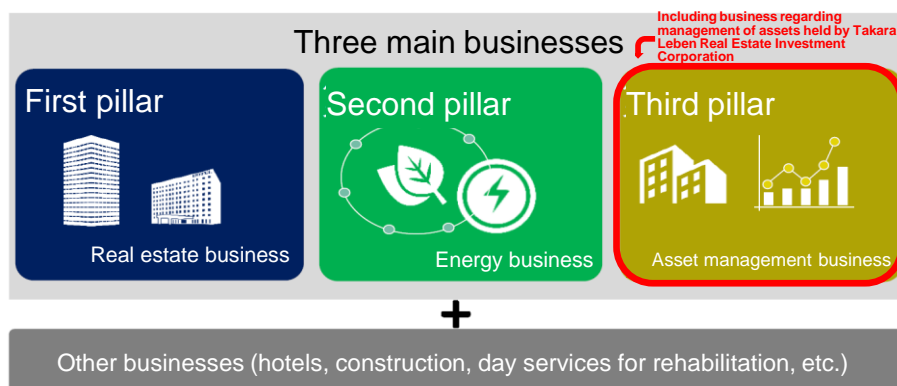 Three main businesses
Including business regarding
management of assets held by Takara
Leben Real Estate Investment
Corporation
First pillar
Second pillar
Third pillar
Real estate business
Energy business
Asset management business
+
Other businesses (hotels, construction, day services for rehabilitation, etc.)